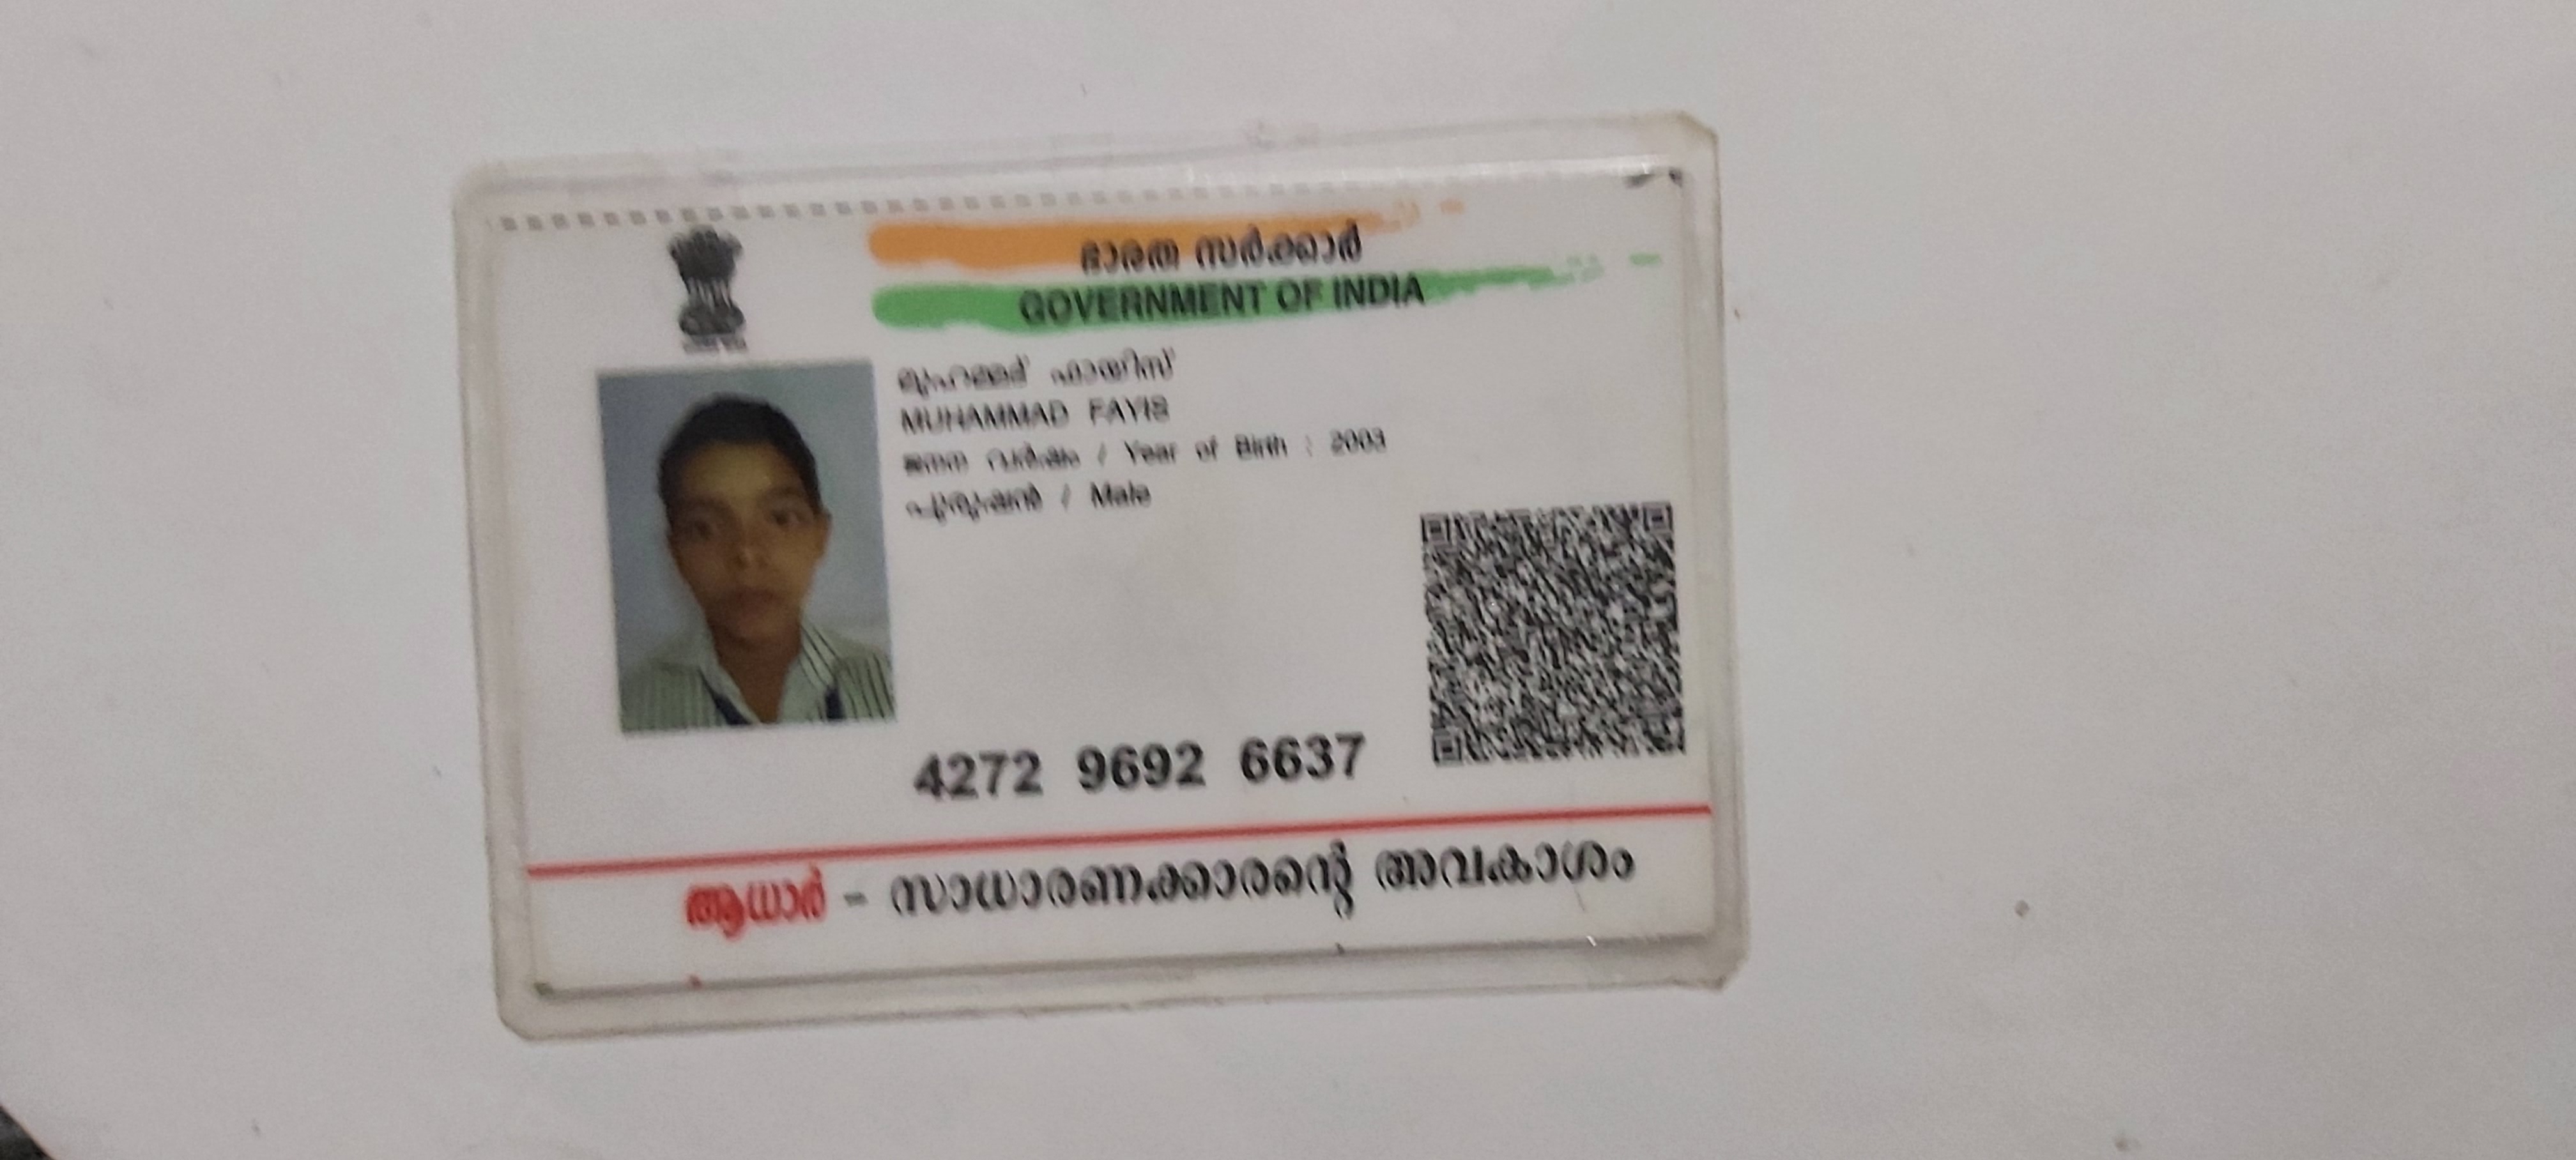 ഭാരത സർക്കാർ
GOVERNMENT OF INDIA
മുഹമ്മദ് ഫായിസ്
MUHAMMAD FAYIS
ജനന വർഷം / Year of Birth : 2003
പുരുഷൻ / Male
4272 9692 6637
ആധാർ - സാധാരണക്കാരന്റെ അവകാശം